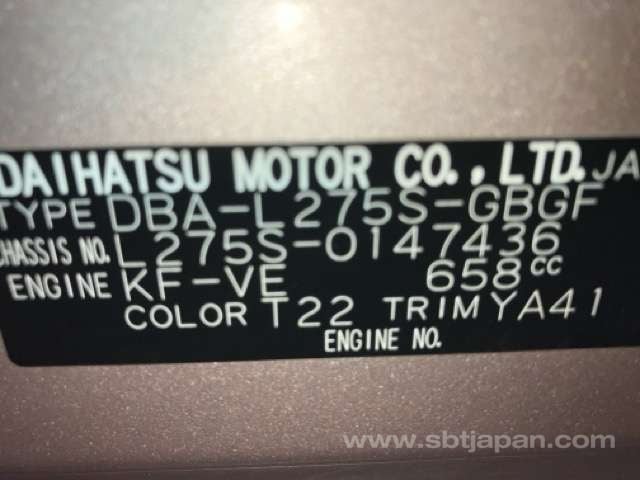 DAIHATSU MOTOR CO., LTD. JA
TYPE DBA-L275S-GBGF
CHASSIS NO. L275S-0147436
ENGINE KF-VE 658cc
COLOR T22 TRIM YA41
ENGINE NO.
www.sbtjapan.com